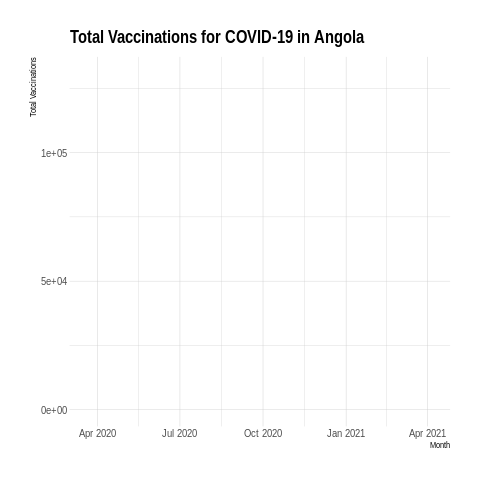 Total Vaccinations for COVID-19 in Angola
Total Vaccinations
1e+05
5e+04
0e+00
Apr 2020 Jul 2020 Oct 2020 Jan 2021 Apr 2021
Month